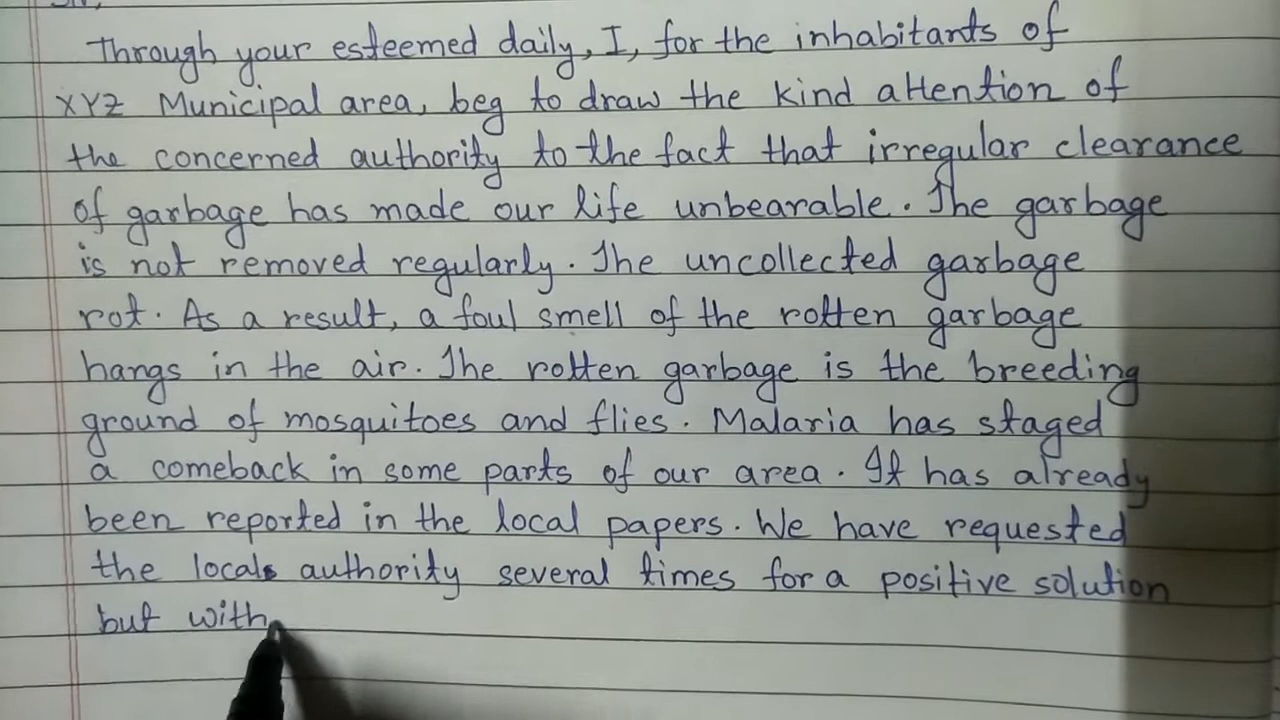 Sir,
Through your esteemed daily, I, for the inhabitants of
XYZ Municipal area, beg to draw the kind attention of
the concerned authority to the fact that irregular clearance
of garbage has made our life unbearable. The garbage
is not removed regularly. The uncollected garbage
rot. As a result, a foul smell of the rotten garbage
hangs in the air. The rotten garbage is the breeding
ground of mosquitoes and flies. Malaria has staged
a comeback in some parts of our area. It has already
been reported in the local papers. We have requested
the locals authority several times for a positive solution
but with